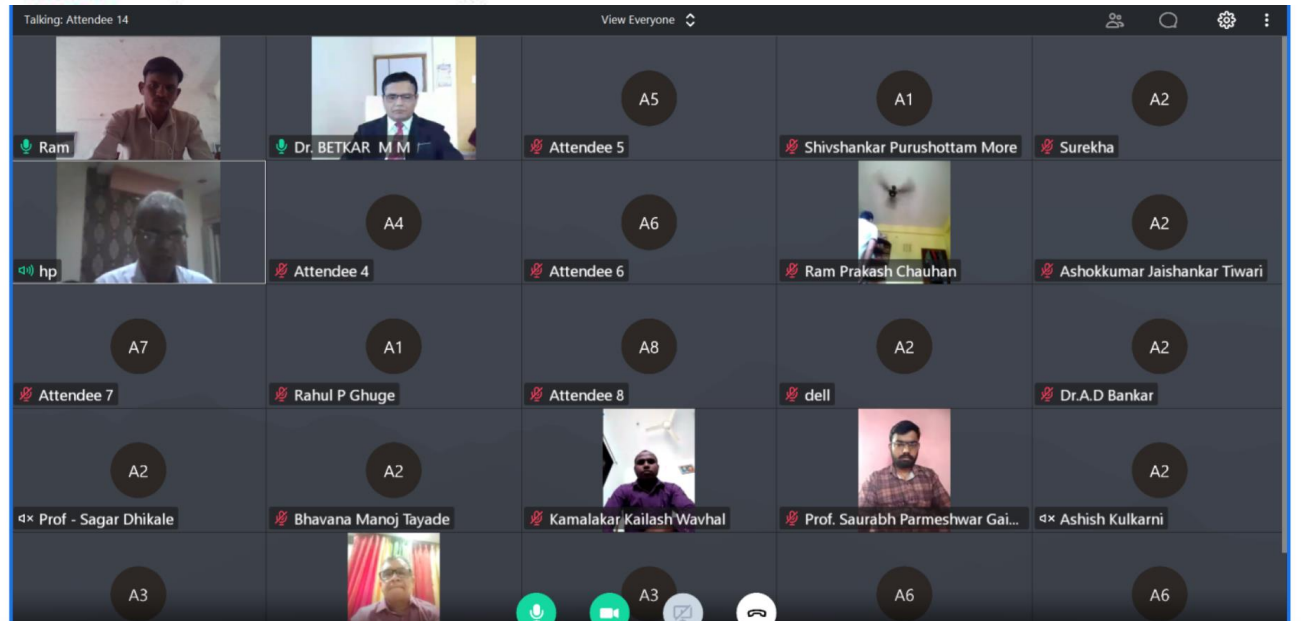 Talking: Attendee 14
View Everyone
Ram
Dr. BETKAR M M
A5
Attendee 5
A1
Shivshankar Purushottam More
A2
Surekha
hp
A4
Attendee 4
A6
Attendee 6
Ram Prakash Chauhan
A2
Ashokkumar Jaishankar Tiwari
A7
Attendee 7
A1
Rahul P Ghuge
A8
Attendee 8
A2
dell
A2
Dr.A.D Bankar
A2
Prof - Sagar Dhikale
A2
Bhavana Manoj Tayade
Kamalakar Kailash Wavhal
Prof. Saurabh Parmeshwar Gai...
A2
Ashish Kulkarni
A3
A3
A6
A6